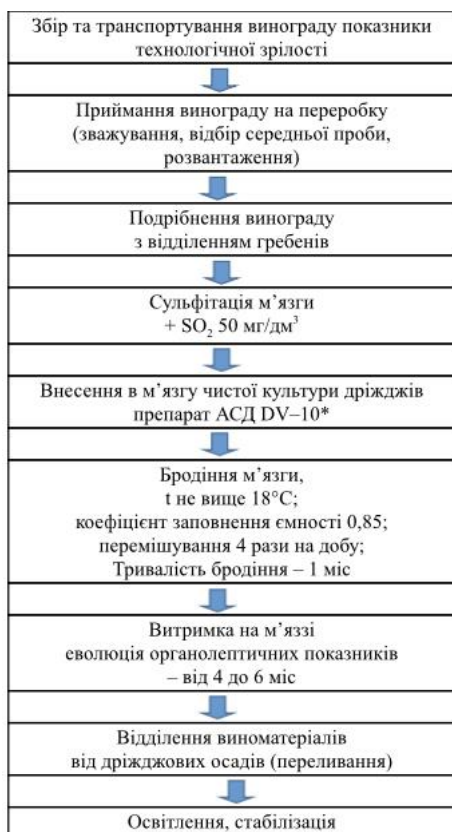 Збір та транспортування винограду показники
технологічної зрілості
Приймання винограду на переробку
(зважування, відбір середньої проби,
розвантаження)
Подрібнення винограду
з відділенням гребенів
Сульфітація м’язги
+ SO₂ 50 мг/дм³
Внесення в м’язгу чистої культури дріжджів
препарат АСД DV–10*
Бродіння м’язги,
t не вище 18°С;
коефіцієнт заповнення ємності 0,85;
перемішування 4 рази на добу;
Тривалість бродіння – 1 міс
Витримка на м’яззі
еволюція органолептичних показників
– від 4 до 6 міс
Відділення виноматеріалів
від дріжджових осадів (переливання)
Освітлення, стабілізація